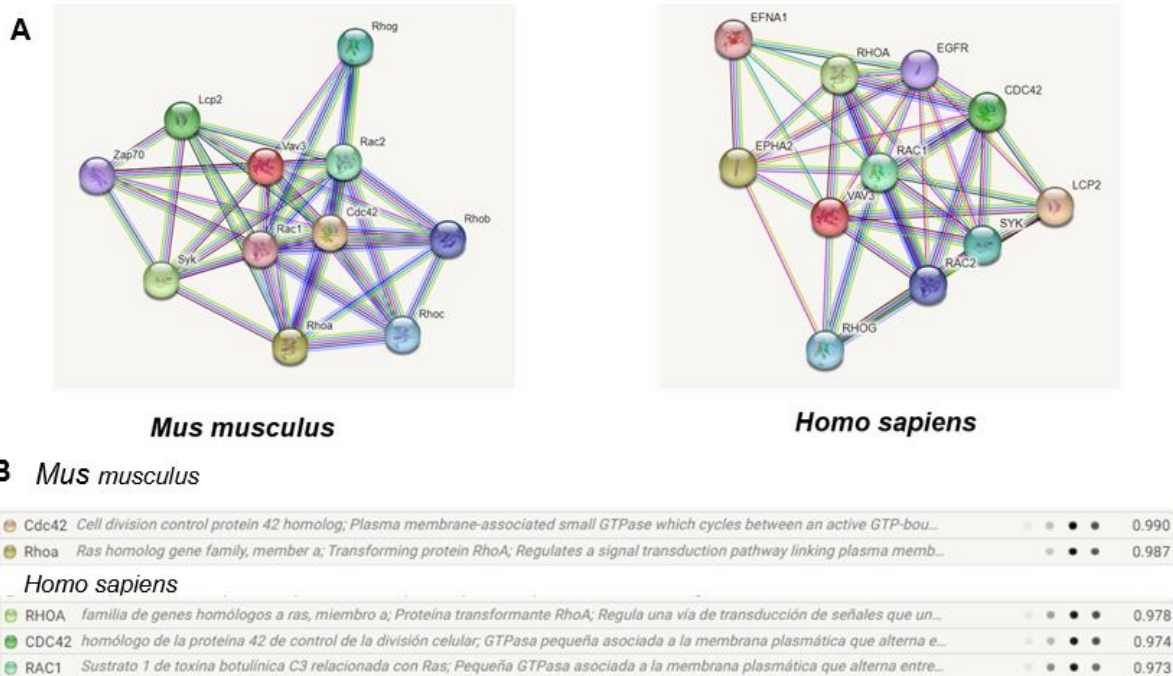 A
Rhog
Lcp2
Zap70
Vav3
Rac2
Cdc42
Rac1
Rhob
Syk
Rhoa
Rhoc
Mus musculus
EFNA1
RHOA
EGFR
CDC42
EPHA2
RAC1
VAV3
LCP2
SYK
RAC2
RHOG
Homo sapiens
B Mus musculus
Cdc42 Cell division control protein 42 homolog; Plasma membrane-associated small GTPase which cycles between an active GTP-bou... 0.990
Rhoa Ras homolog gene family, member a; Transforming protein RhoA; Regulates a signal transduction pathway linking plasma memb... 0.987
Homo sapiens
RHOA familia de genes homólogos a ras, miembro a; Proteína transformante RhoA; Regula una vía de transducción de señales que un... 0.978
CDC42 homólogo de la proteína 42 de control de la división celular; GTPasa pequeña asociada a la membrana plasmática que alterna e... 0.974
RAC1 Sustrato 1 de toxina botulínica C3 relacionada con Ras; Pequeña GTPasa asociada a la membrana plasmática que alterna entre... 0.973